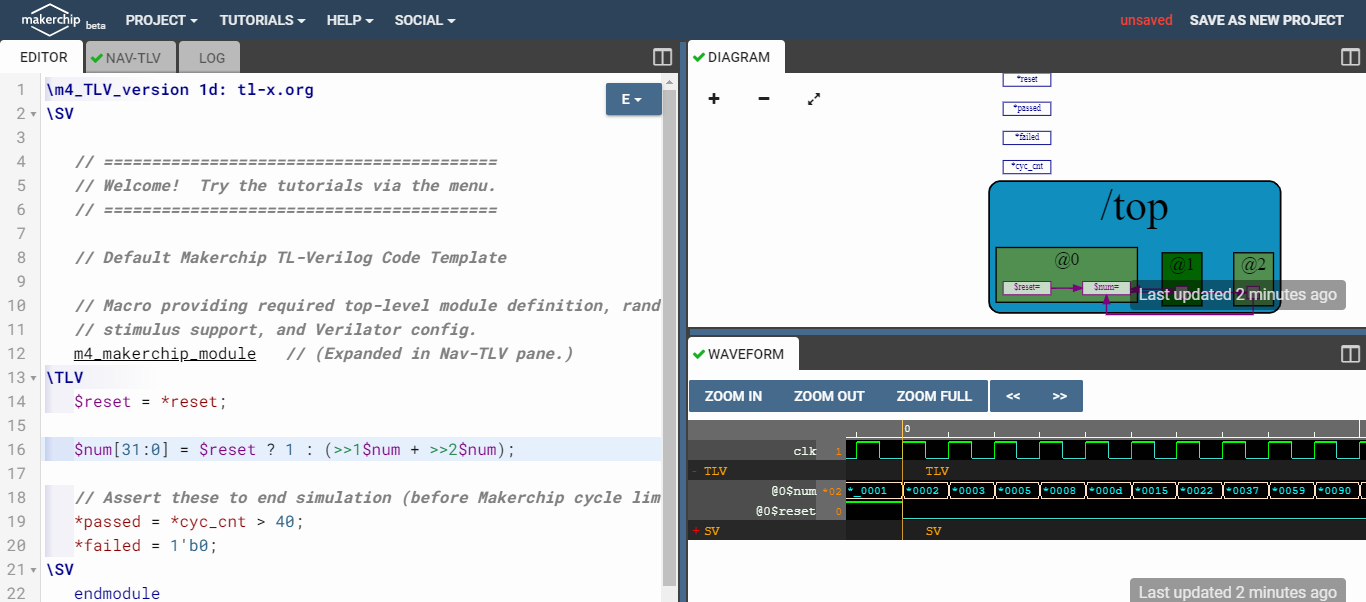 makerchip beta PROJECT TUTORIALS HELP SOCIAL unsaved SAVE AS NEW PROJECT
EDITOR NAV-TLV LOG
E
1 \m4_TLV_version 1d: tl-x.org
2 \SV
3
4 // =========================================
5 // Welcome!  Try the tutorials via the menu.
6 // =========================================
7
8 // Default Makerchip TL-Verilog Code Template
9
10 // Macro providing required top-level module definition, rand
11 // stimulus support, and Verilator config.
12 m4_makerchip_module   // (Expanded in Nav-TLV pane.)
13 \TLV
14 $reset = *reset;
15
16 $num[31:0] = $reset ? 1 : (>>1$num + >>2$num);
17
18 // Assert these to end simulation (before Makerchip cycle lim
19 *passed = *cyc_cnt > 40;
20 *failed = 1'b0;
21 \SV
22 endmodule
DIAGRAM
+ −
*reset
*passed
*failed
*cyc_cnt
/top
@0 @1 @2
$reset= $num=
Last updated 2 minutes ago
WAVEFORM
ZOOM IN ZOOM OUT ZOOM FULL << >>
0
clk 1
- TLV TLV
@0$num *02 *_0001 *0002 *0003 *0005 *0008 *000d *0015 *0022 *0037 *0059 *0090
@0$reset 0
+ SV SV
Last updated 2 minutes ago